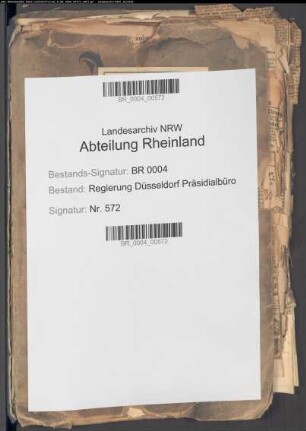 BR_0004_00572
Landesarchiv NRW
Abteilung Rheinland
Bestands-Signatur: BR 0004
Bestand: Regierung Düsseldorf Präsidialbüro
Signatur: Nr. 572
BR_0004_00572